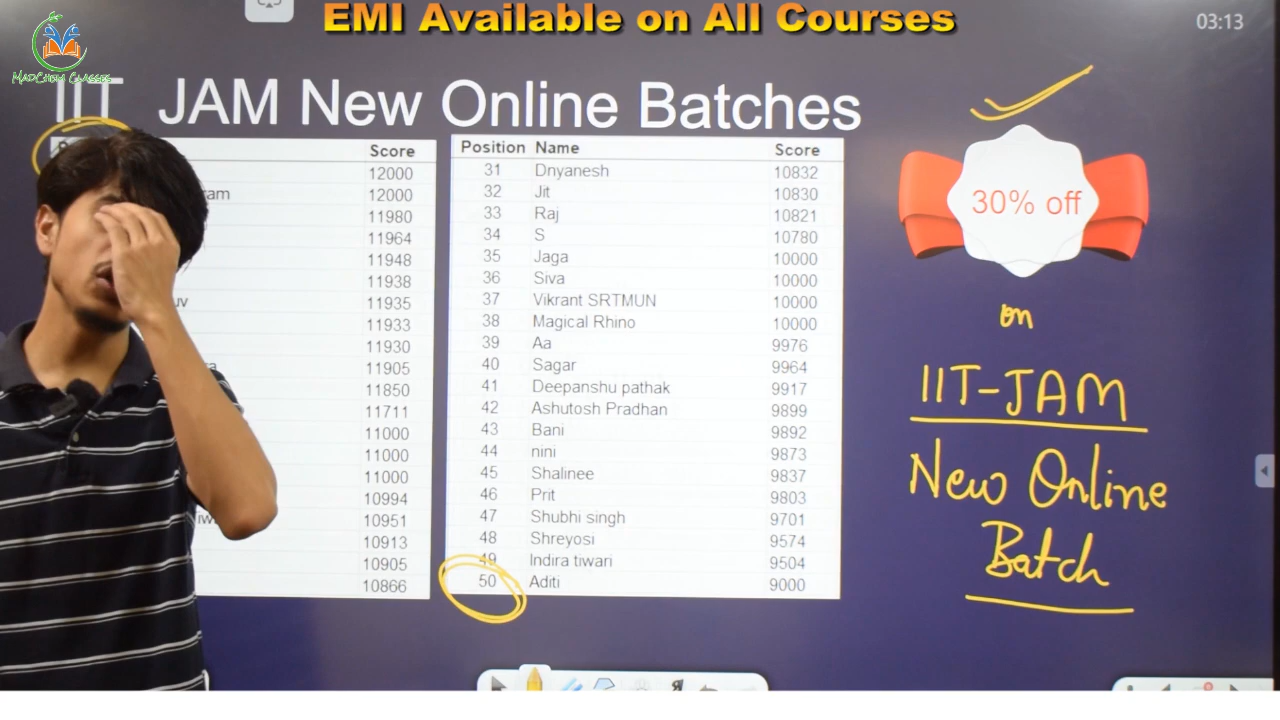 EMI Available on All Courses
03:13
MADCHEM CLASSES
IIT JAM New Online Batches
Score
12000
ram 12000
11980
11964
11948
11938
uv 11935
11933
11930
11905
11850
11711
11000
11000
11000
10994
10951
10913
10905
10866
Position Name Score
31 Dnyanesh 10832
32 Jit 10830
33 Raj 10821
34 S 10780
35 Jaga 10000
36 Siva 10000
37 Vikrant SRTMUN 10000
38 Magical Rhino 10000
39 Aa 9976
40 Sagar 9964
41 Deepanshu pathak 9917
42 Ashutosh Pradhan 9899
43 Bani 9892
44 nini 9873
45 Shalinee 9837
46 Prit 9803
47 Shubhi singh 9701
48 Shreyosi 9574
49 Indira tiwari 9504
50 Aditi 9000
30% off
on
IIT-JAM
New Online
Batch